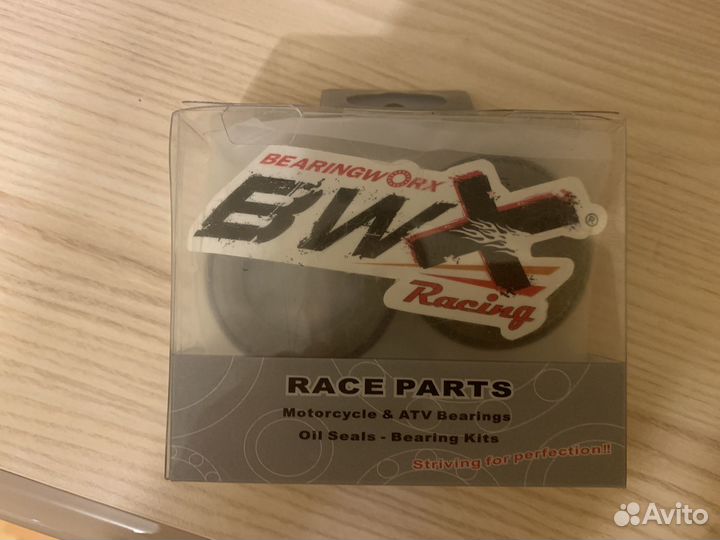 BEARINGWORX
BWX
®
Racing
RACE PARTS
Motorcycle & ATV Bearings
Oil Seals - Bearing Kits
Striving for perfection!!
Avito